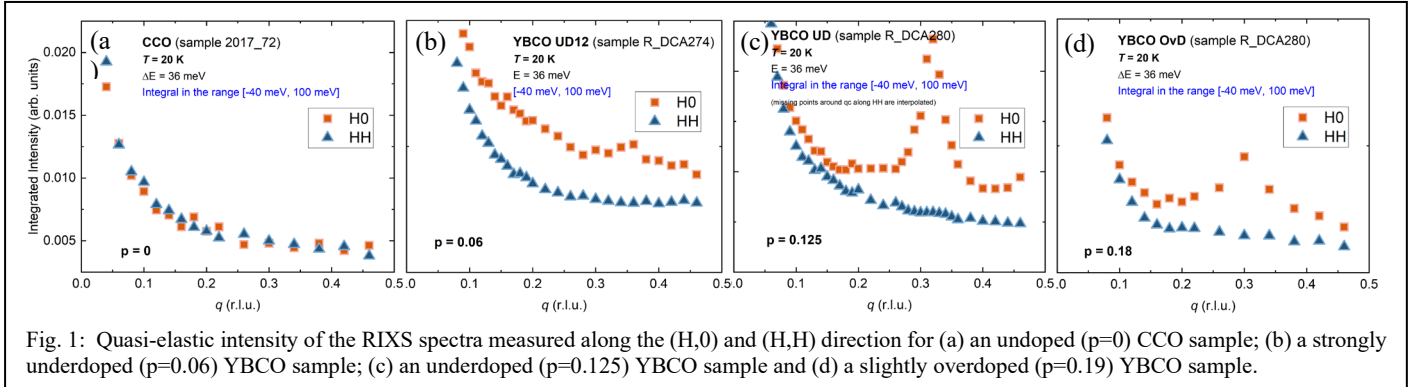 (a
)
CCO (sample 2017_72)
T = 20 K
ΔE = 36 meV
Integral in the range [-40 meV, 100 meV]
H0
HH
p = 0
Integrated Intensity (arb. units)
0.020
0.015
0.010
0.005
0.1 0.2 0.3 0.4 0.5
q (r.l.u.)
(b)
YBCO UD12 (sample R_DCA274)
T = 20 K
E = 36 meV
[-40 meV, 100 meV]
H0
HH
p = 0.06
0.1 0.2 0.3 0.4 0.5
q (r.l.u.)
(c)
YBCO UD (sample R_DCA280)
T = 20 K
E = 36 meV
Integral in the range [-40 meV, 100 meV]
(missing points around qc along HH are interpolated)
H0
HH
p = 0.125
.0 0.1 0.2 0.3 0.4 0.5
q (r.l.u.)
(d)
YBCO OvD (sample R_DCA280)
T = 20 K
ΔE = 36 meV
Integral in the range [-40 meV, 100 meV]
H0
HH
p = 0.18
.0 0.1 0.2 0.3 0.4 0.5
q (r.l.u.)
Fig. 1: Quasi-elastic intensity of the RIXS spectra measured along the (H,0) and (H,H) direction for (a) an undoped (p=0) CCO sample; (b) a strongly
underdoped (p=0.06) YBCO sample; (c) an underdoped (p=0.125) YBCO sample and (d) a slightly overdoped (p=0.19) YBCO sample.